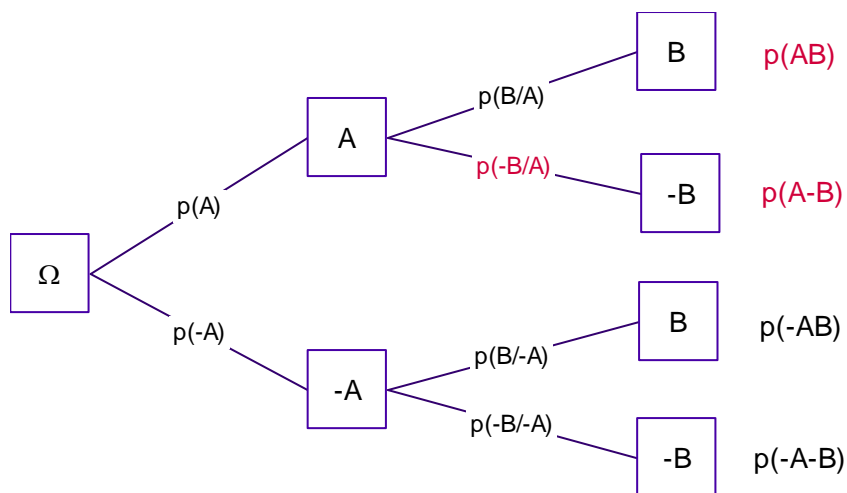 B
p(AB)
p(B/A)
A
p(-B/A)
-B
p(A-B)
p(A)
Ω
p(-A)
B
p(-AB)
p(B/-A)
-A
p(-B/-A)
-B
p(-A-B)